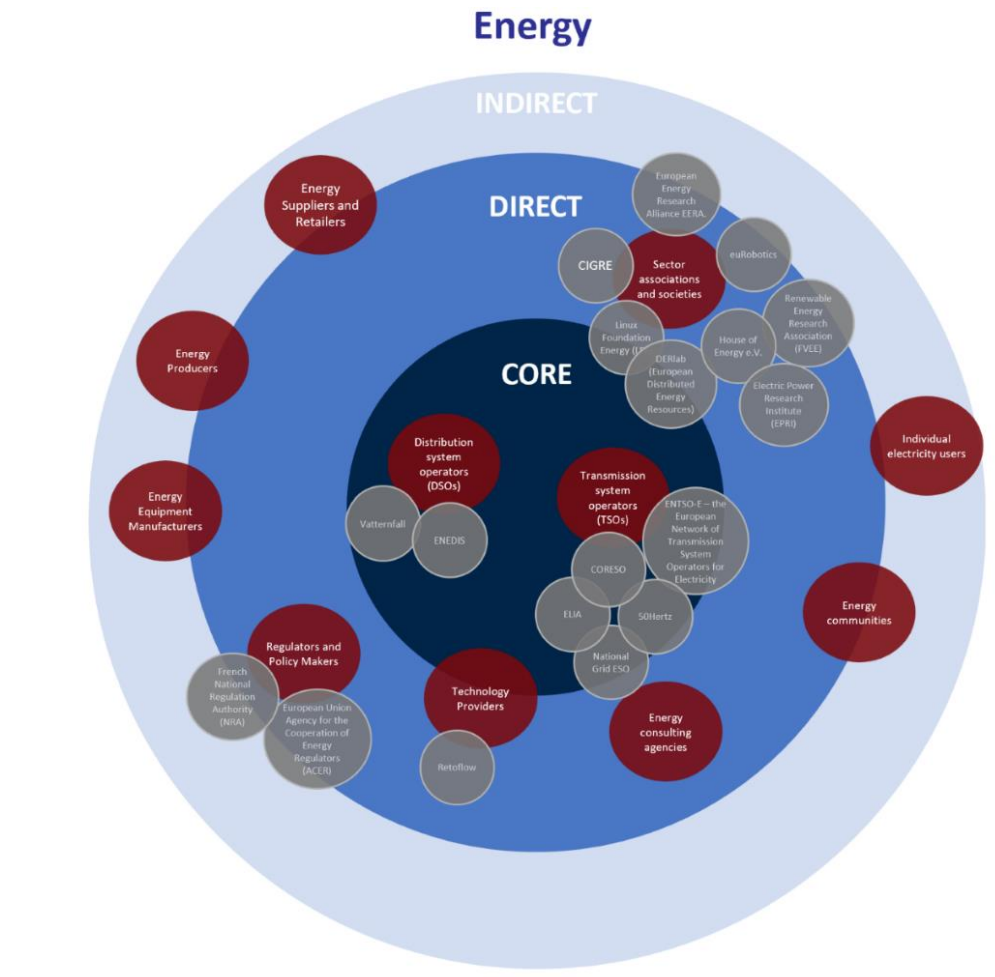 Energy
INDIRECT
DIRECT
CORE
Energy
Suppliers and
Retailers
European
Energy
Research
Alliance EERA.
CIGRE
Sector
associations
and societies
euRobotics
Renewable
Energy
Research
Association
(FVEE)
Linux
Foundation
Energy
House of
Energy e.V.
DERlab
(European
Distributed
Energy
Resources)
Electric Power
Research
Institute
(EPRI)
Energy
Producers
Individual
electricity users
Distribution
system
operators
(DSOs)
Transmission
system
operators
(TSOs)
Energy
Equipment
Manufacturers
Vatternfall
ENEDIS
ENTSO-E – the
European
Network of
Transmission
System
Operators for
Electricity
CORESO
ELIA
50Hertz
National
Grid ESO
Energy
communities
Regulators and
Policy Makers
French
National
Regulation
Authority
(NRA)
European Union
Agency for the
Cooperation of
Energy
Regulators
(ACER)
Technology
Providers
Retoflow
Energy
consulting
agencies